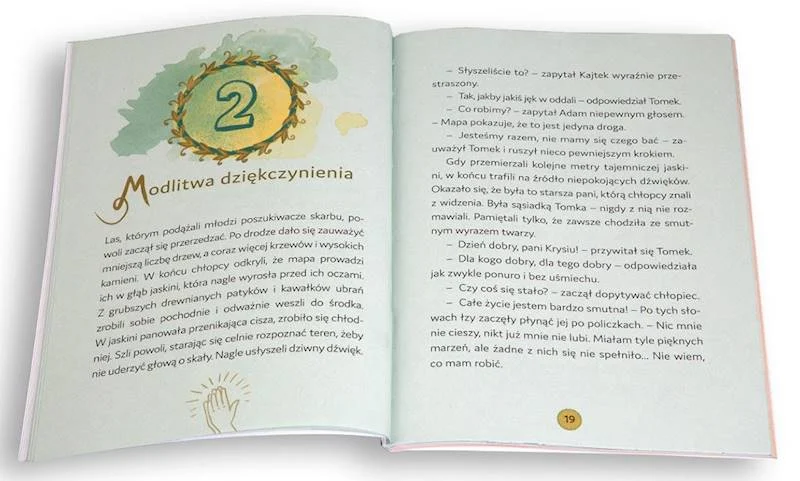 2
Modlitwa dziękczynienia
Las, którym podążali młodzi poszukiwacze skarbu, po-
woli zaczął się przerzedzać. Po drodze dało się zauważyć
mniejszą liczbę drzew, a coraz więcej krzewów i wysokich
kamieni. W końcu chłopcy odkryli, że mapa prowadzi
ich w głąb jaskini, która nagle wyrosła przed ich oczami.
Z grubszych drewnianych patyków i kawałków ubrań
zrobili sobie pochodnie i odważnie weszli do środka.
W jaskini panowała przenikająca cisza, zrobiło się chłod-
niej. Szli powoli, starając się celnie rozpoznać teren, żeby
nie uderzyć głową o skały. Nagle usłyszeli dziwny dźwięk.
– Słyszeliście to? – zapytał Kajtek wyraźnie prze-
straszony.
– Tak, jakby jakiś jęk w oddali – odpowiedział Tomek.
– Co robimy? – zapytał Adam niepewnym głosem.
– Mapa pokazuje, że to jest jedyna droga.
– Jesteśmy razem, nie mamy się czego bać – za-
uważył Tomek i ruszył nieco pewniejszym krokiem.
Gdy przemierzali kolejne metry tajemniczej jaski-
ni, w końcu trafili na źródło niepokojących dźwięków.
Okazało się, że była to starsza pani, którą chłopcy znali
z widzenia. Była sąsiadką Tomka – nigdy z nią nie roz-
mawiali. Pamiętali tylko, że zawsze chodziła ze smut-
nym wyrazem twarzy.
– Dzień dobry, pani Krysiu! – przywitał się Tomek.
– Dla kogo dobry, dla tego dobry – odpowiedziała
jak zwykle ponuro i bez uśmiechu.
– Czy coś się stało? – zaczął dopytywać chłopiec.
– Całe życie jestem bardzo smutna! – Po tych sło-
wach łzy zaczęły płynąć jej po policzkach. – Nic mnie
nie cieszy, nikt już mnie nie lubi. Miałam tyle pięknych
marzeń, ale żadne z nich się nie spełniło... Nie wiem,
co mam robić.
19